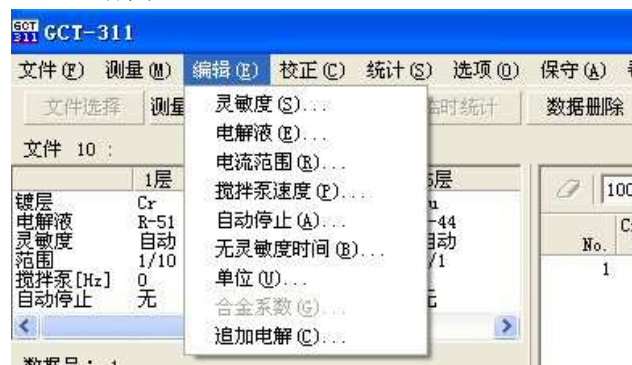 GCT-311
文件(F) 测量(M) 编辑(E) 校正(C) 统计(S) 选项(O) 保守(A)
文件选择 测量 临时统计 数据删除
文件 10 :
灵敏度(S)...
电解液(E)...
电流范围(R)...
搅拌泵速度(P)...
自动停止(A)...
无灵敏度时间(B)...
单位(U)...
合金系数(G)...
追加电解(C)...
1层 5层
镀层 Cr u
电解液 R-51 -44
灵敏度 自动 自动
范围 1/10 /1
搅拌泵[Hz] 0
自动停止 无 无
100
No. C
1
数据号: 1